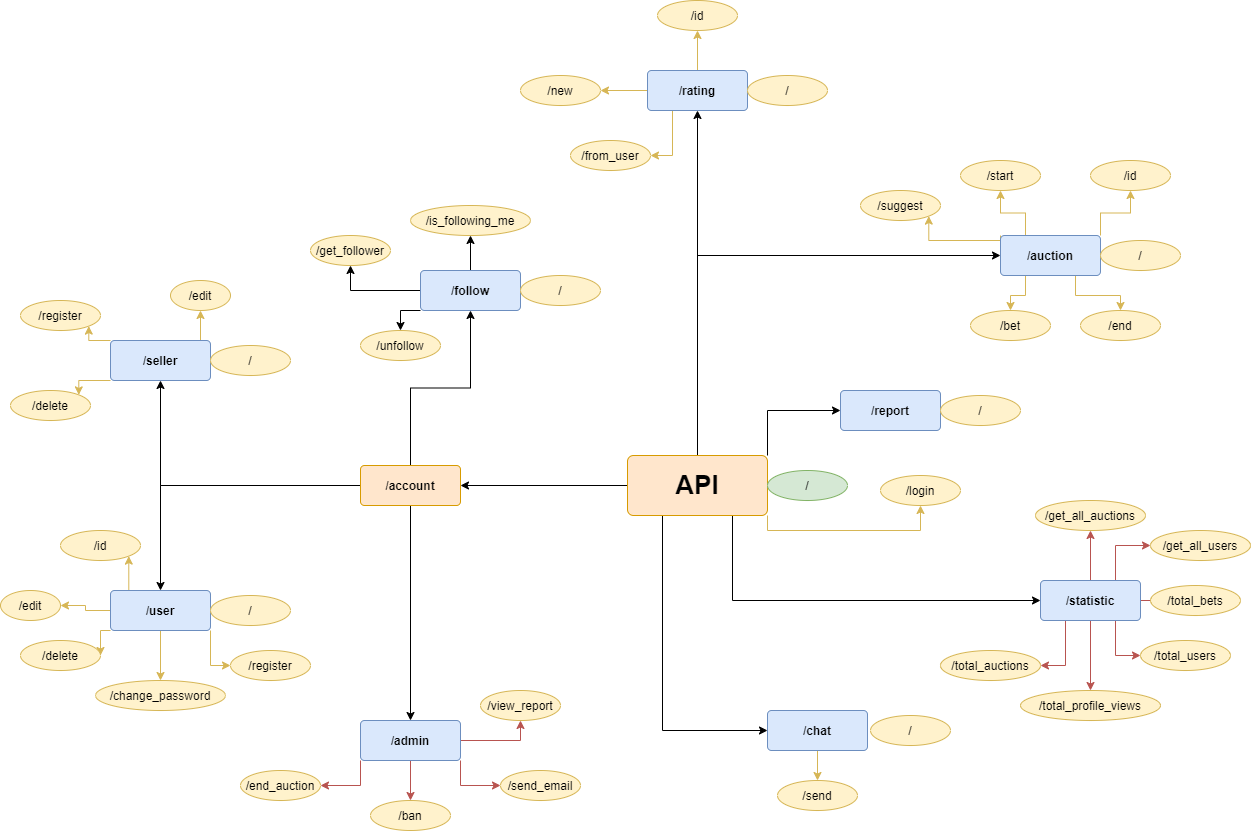 /id
/new
/rating
/
/from_user
/start
/id
/suggest
/auction
/
/bet
/end
/is_following_me
/get_follower
/follow
/
/unfollow
/edit
/register
/seller
/
/delete
/report
/
/account
API
/
/login
/id
/edit
/user
/
/delete
/register
/change_password
/get_all_auctions
/get_all_users
/statistic
/total_bets
/total_auctions
/total_users
/total_profile_views
/view_report
/admin
/end_auction
/send_email
/ban
/chat
/
/send